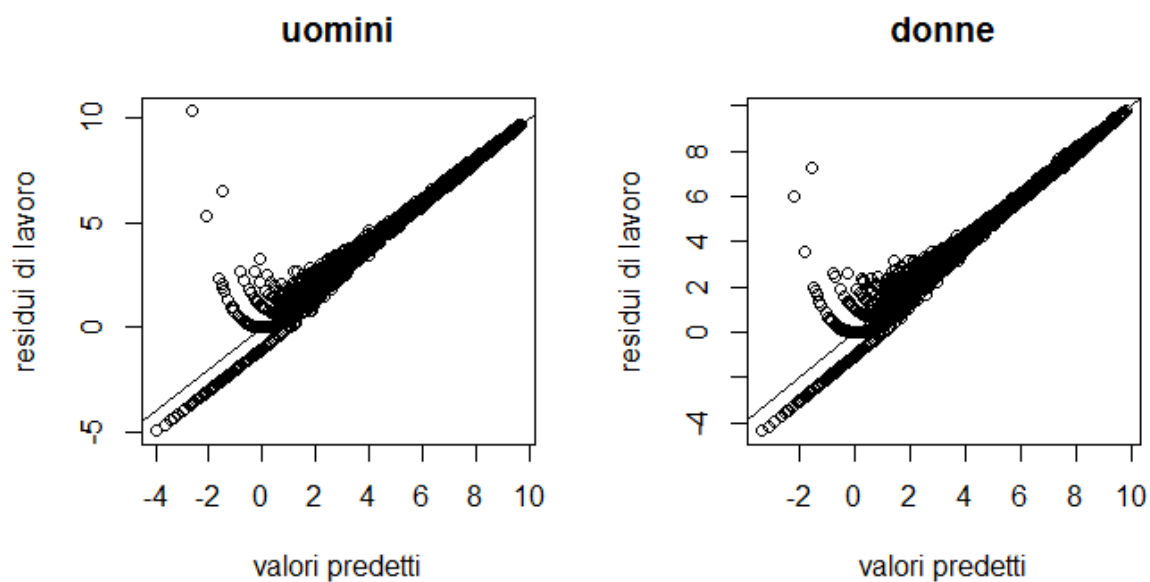 uomini
residui di lavoro
10
5
0
-5
-4 -2 0 2 4 6 8 10
valori predetti
donne
residui di lavoro
8
6
4
2
0
-4
-2 0 2 4 6 8 10
valori predetti